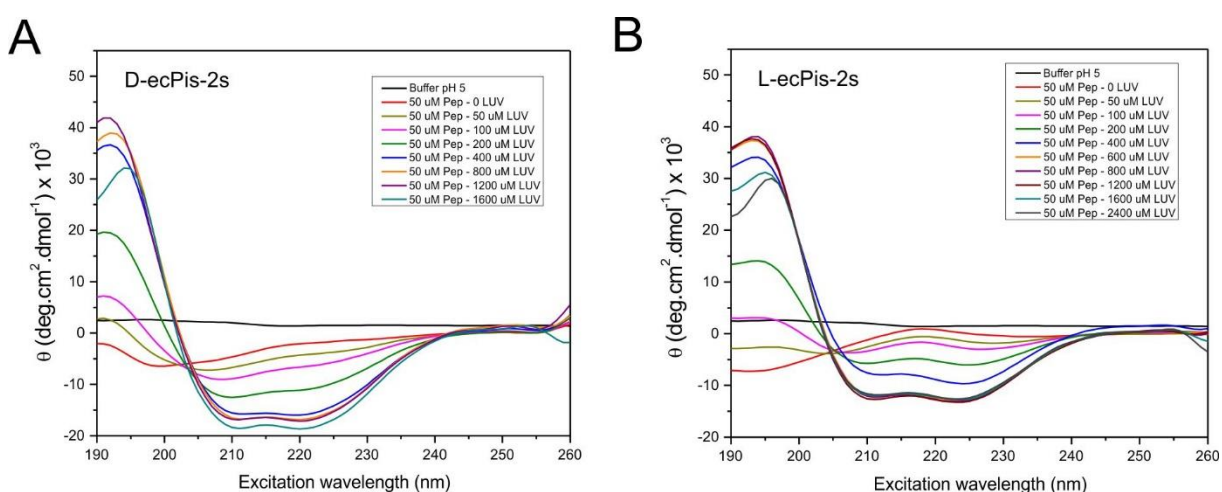 A
D-ecPis-2s
Buffer pH 5
50 uM Pep - 0 LUV
50 uM Pep - 50 uM LUV
50 uM Pep - 100 uM LUV
50 uM Pep - 200 uM LUV
50 uM Pep - 400 uM LUV
50 uM Pep - 800 uM LUV
50 uM Pep - 1200 uM LUV
50 uM Pep - 1600 uM LUV
θ (deg.cm².dmol⁻¹) x 10³
50
40
30
20
10
0
-10
-20
190 200 210 220 230 240 250 260
Excitation wavelength (nm)
B
L-ecPis-2s
Buffer pH 5
50 uM Pep - 0 LUV
50 uM Pep - 50 uM LUV
50 uM Pep - 100 uM LUV
50 uM Pep - 200 uM LUV
50 uM Pep - 400 uM LUV
50 uM Pep - 600 uM LUV
50 uM Pep - 800 uM LUV
50 uM Pep - 1200 uM LUV
50 uM Pep - 1600 uM LUV
50 uM Pep - 2400 uM LUV
θ (deg.cm².dmol⁻¹) x 10³
50
40
30
20
10
0
-10
-20
190 200 210 220 230 240 250 260
Excitation wavelength (nm)